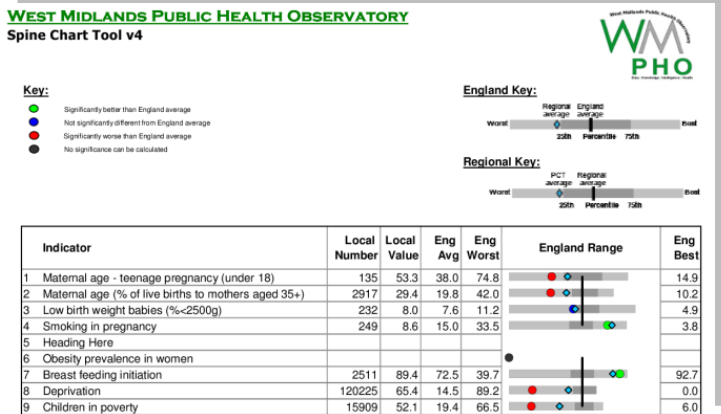 WEST MIDLANDS PUBLIC HEALTH OBSERVATORY
Spine Chart Tool v4
WM
PHO
Key:
Significantly better than England average
Not significantly different from England average
Significantly worse than England average
No significance can be calculated
England Key:
Regional average England average
Worst Best
25th Percentile 75th
Regional Key:
PCT average Regional average
Worst Best
25th Percentile 75th
Indicator Local Number Local Value Eng Avg Eng Worst England Range Eng Best
1 Maternal age - teenage pregnancy (under 18) 135 53.3 38.0 74.8 14.9
2 Maternal age (% of live births to mothers aged 35+) 2917 29.4 19.8 42.0 10.2
3 Low birth weight babies (%<2500g) 232 8.0 7.6 11.2 4.9
4 Smoking in pregnancy 249 8.6 15.0 33.5 3.8
5 Heading Here
6 Obesity prevalence in women
7 Breast feeding initiation 2511 89.4 72.5 39.7 92.7
8 Deprivation 120225 65.4 14.5 89.2 0.0
9 Children in poverty 15909 52.1 19.4 66.5 6.0